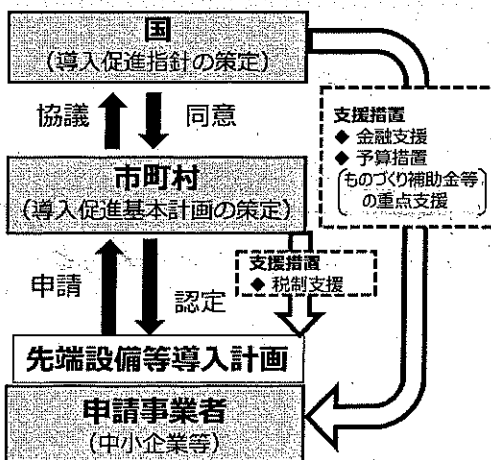 国
（導入促進指針の策定）
協議
同意
支援措置
◆ 金融支援
◆ 予算措置
（ものづくり補助金等
の重点支援）
市町村
（導入促進基本計画の策定）
申請
認定
支援措置
◆ 税制支援
先端設備等導入計画
申請事業者
（中小企業等）